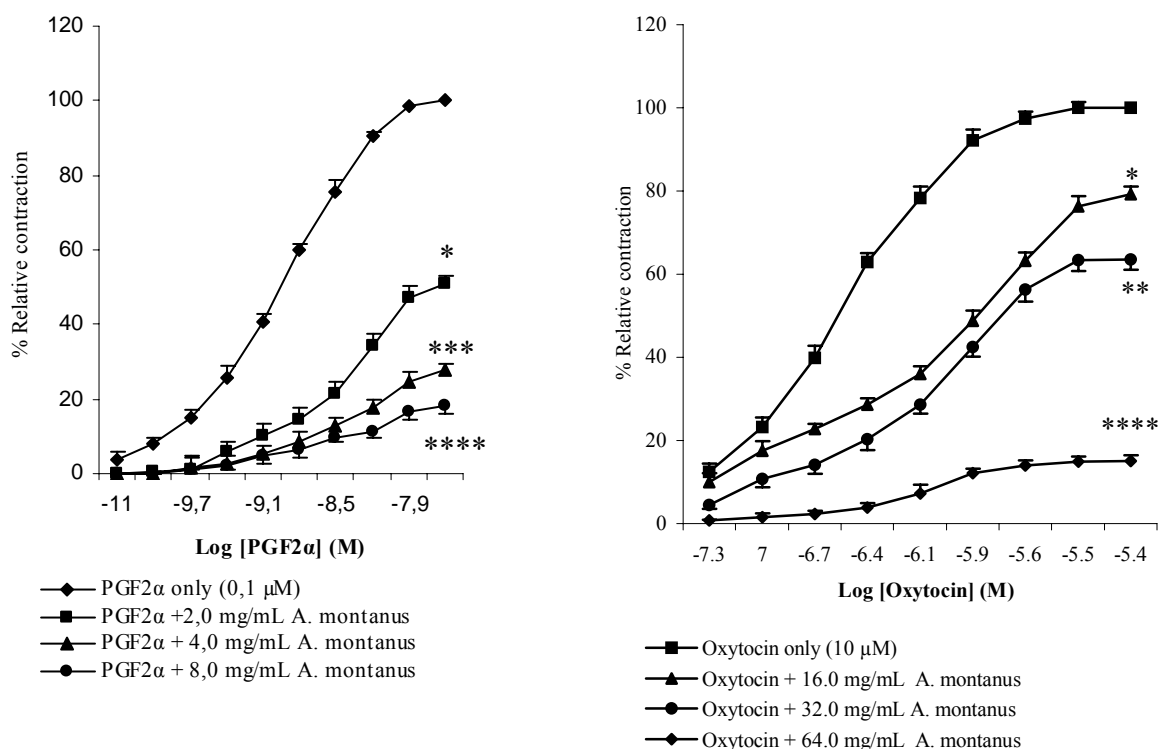 120
100
80
60
40
20
0
% Relative contraction
*
***
****
-11 -9,7 -9,1 -8,5 -7,9
Log [PGF2α] (M)
PGF2α only (0,1 µM)
PGF2α +2,0 mg/mL A. montanus
PGF2α + 4,0 mg/mL A. montanus
PGF2α + 8,0 mg/mL A. montanus
120
100
80
60
40
20
0
% Relative contraction
*
**
****
-7.3 7 -6.7 -6.4 -6.1 -5.9 -5.6 -5.5 -5.4
Log [Oxytocin] (M)
Oxytocin only (10 µM)
Oxytocin + 16.0 mg/mL A. montanus
Oxytocin + 32.0 mg/mL A. montanus
Oxytocin + 64.0 mg/mL A. montanus